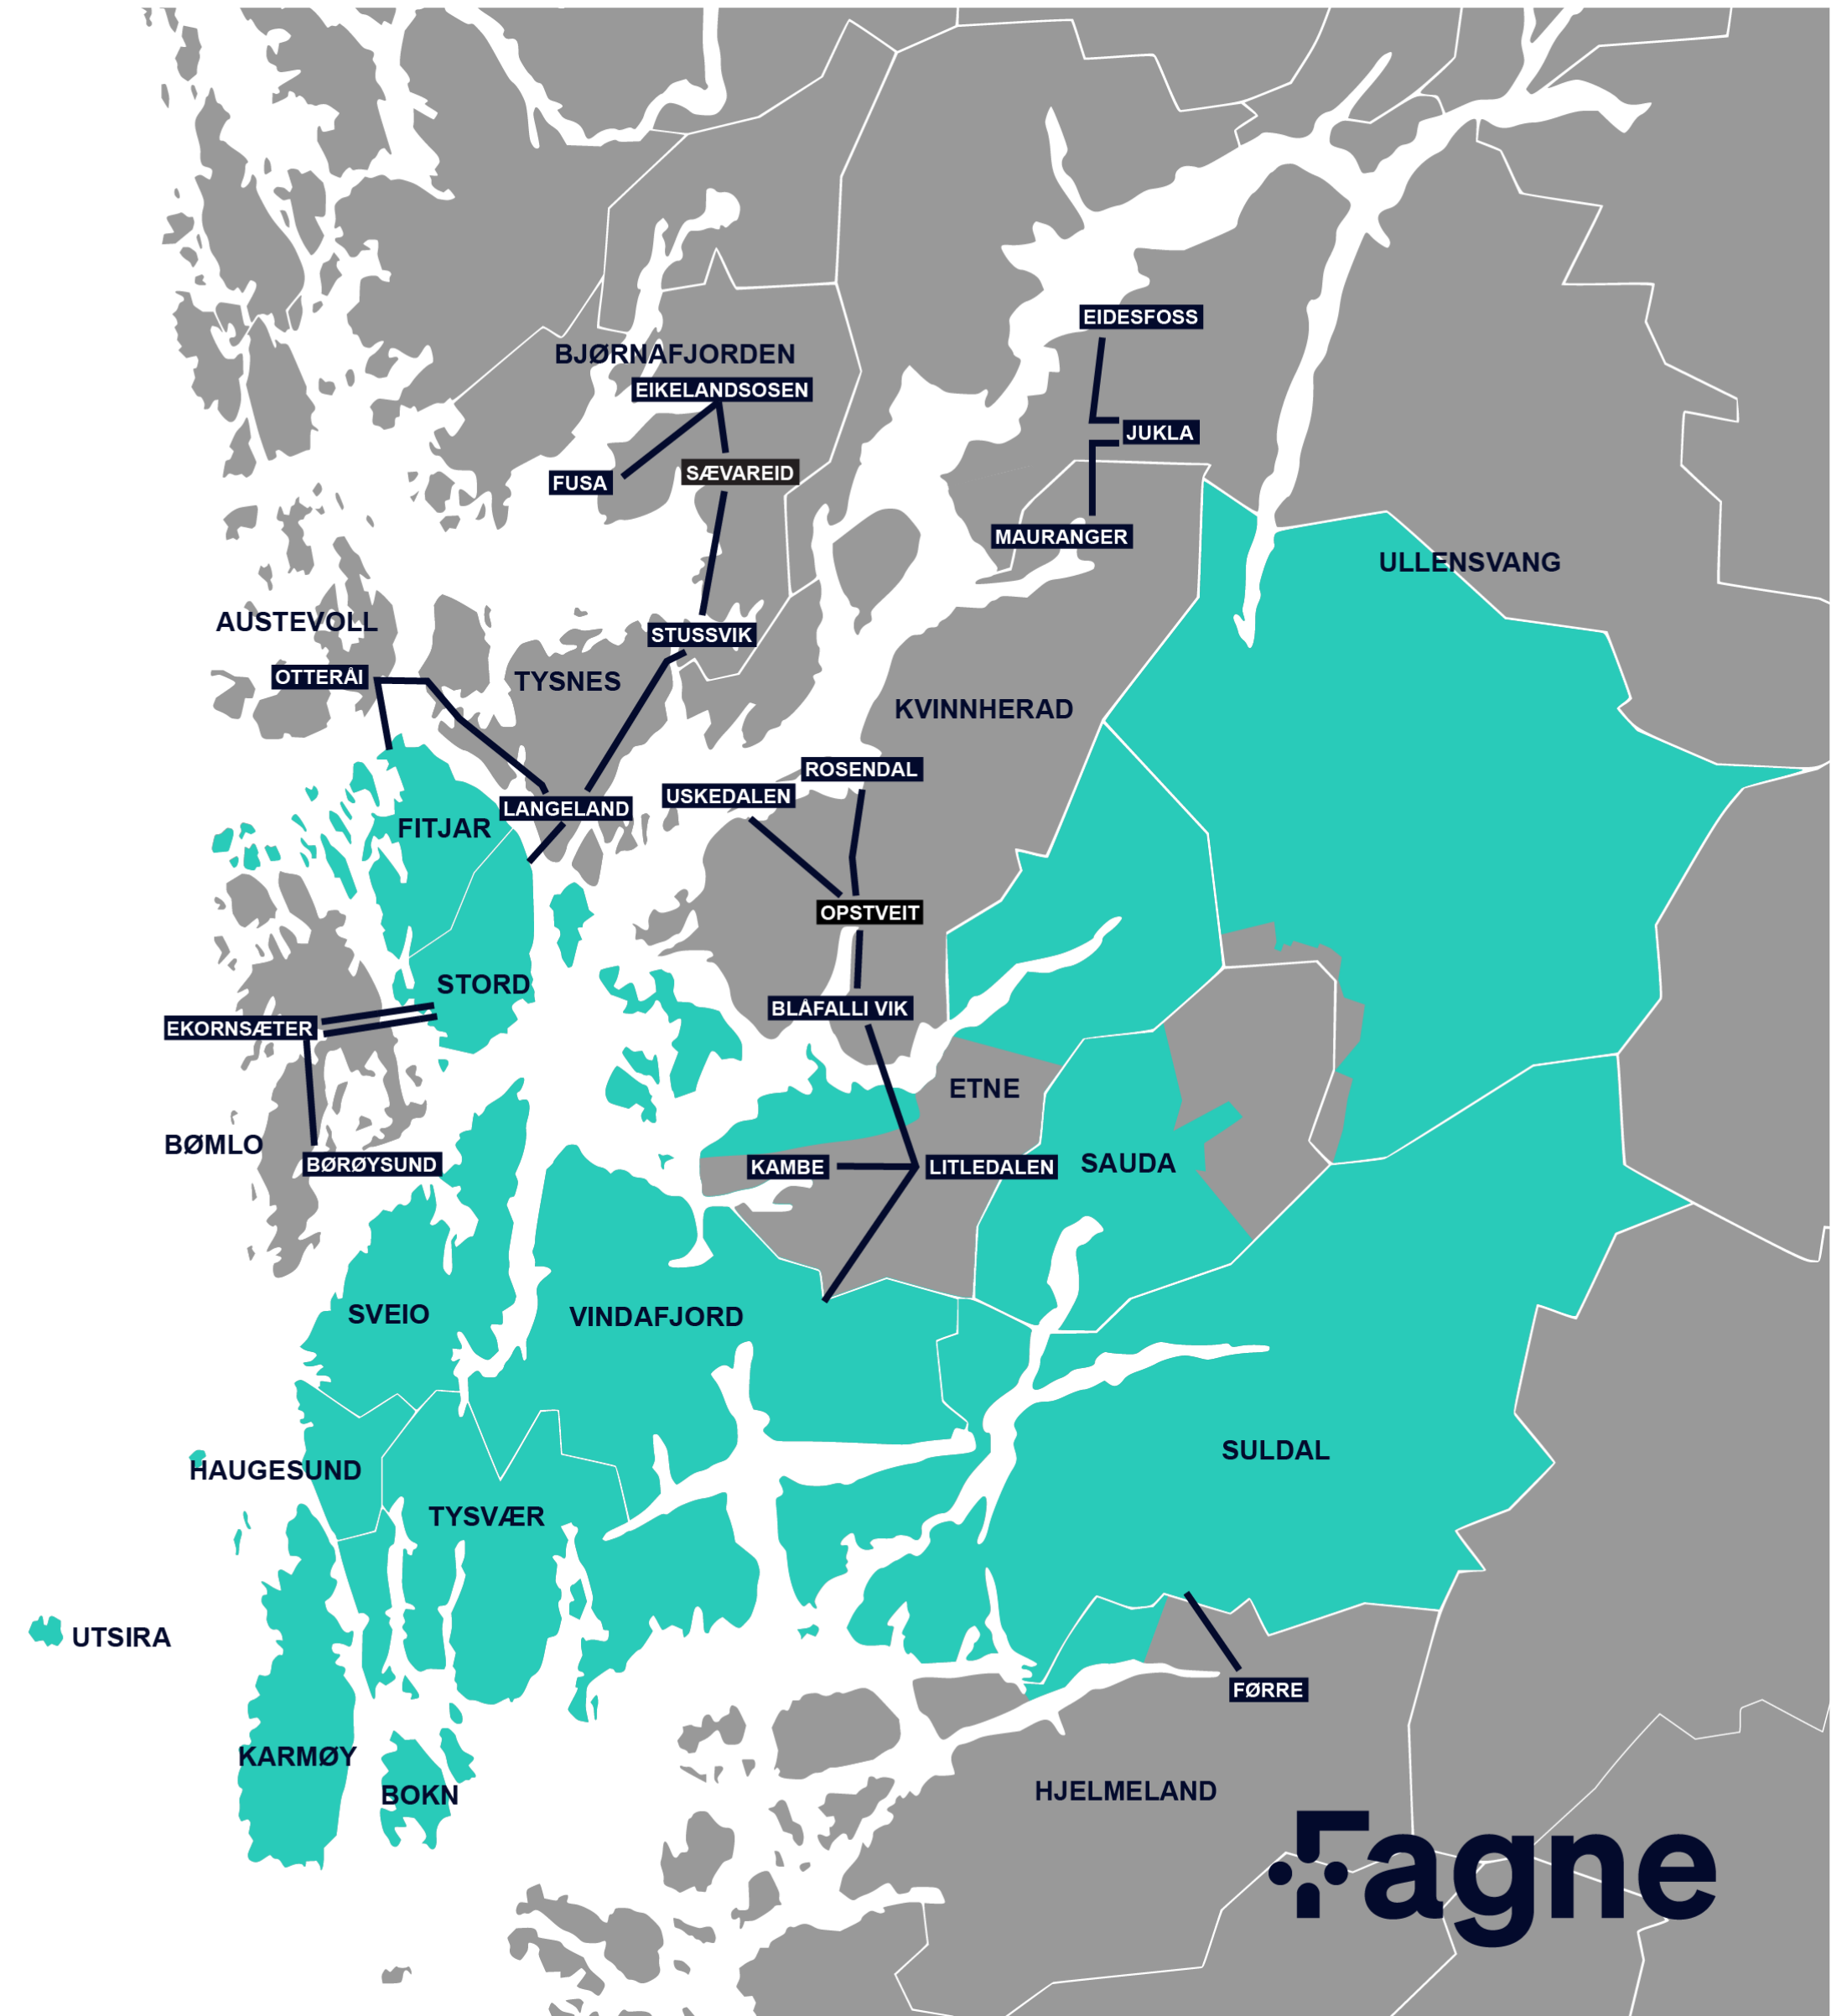 EIDESFOSS
BJØRNAFJORDEN
EIKELANDSOSEN
JUKLA
SÆVAREID
FUSA
MAURANGER
ULLENSVANG
AUSTEVOLL
STUSSVIK
OTTERÅI
TYSNES
KVINNHERAD
ROSENDAL
USKEDALEN
LANGELAND
FITJAR
OPSTVEIT
STORD
BLÅFALLI VIK
EKORNSÆTER
ETNE
BØMLO
BØRØYSUND
KAMBE
LITLEDALEN
SAUDA
SVEIO
VINDAFJORD
SULDAL
HAUGESUND
TYSVÆR
UTSIRA
FØRRE
KARMØY
HJELMELAND
BOKN
Fagne